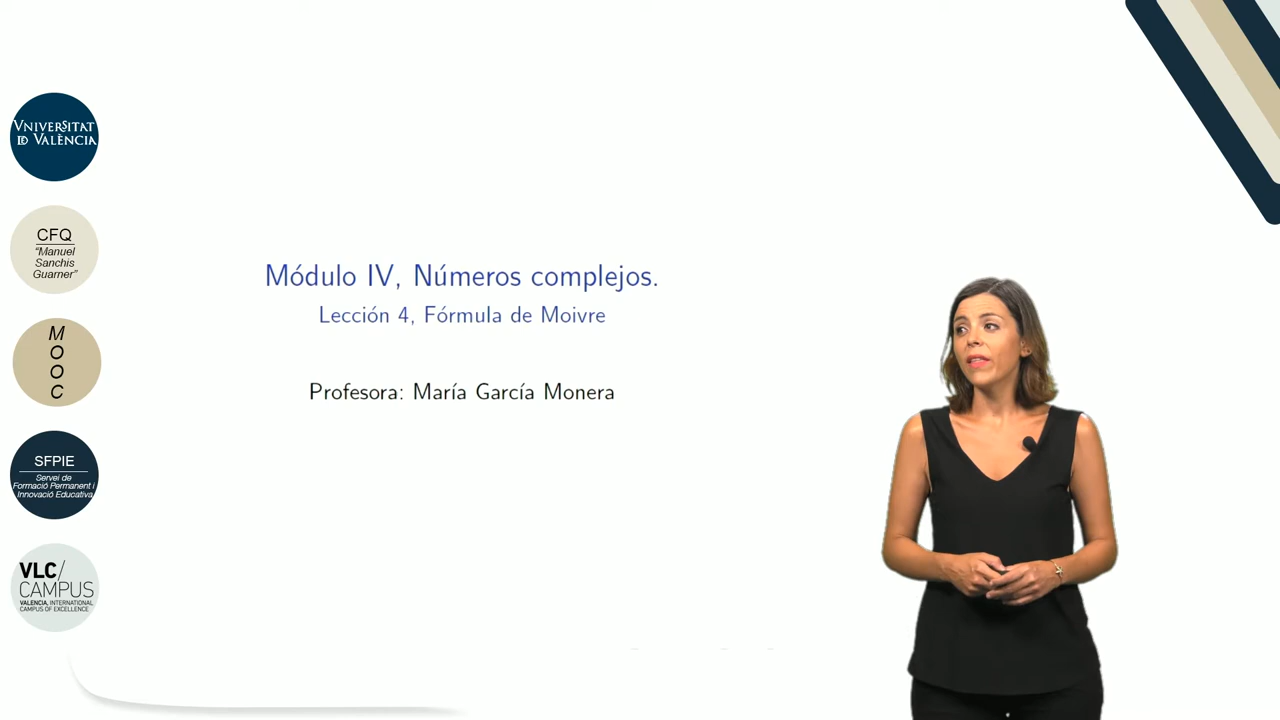 VNIVERSITAT
ID VALÈNCIA
CFQ
"Manuel
Sanchis
Guarner"
M
O
O
C
SFPIE
Servei de
Formació Permanent i
Innovació Educativa
VLC/
CAMPUS
VALENCIA, INTERNATIONAL
CAMPUS OF EXCELLENCE
Módulo IV, Números complejos.
Lección 4, Fórmula de Moivre
Profesora: María García Monera